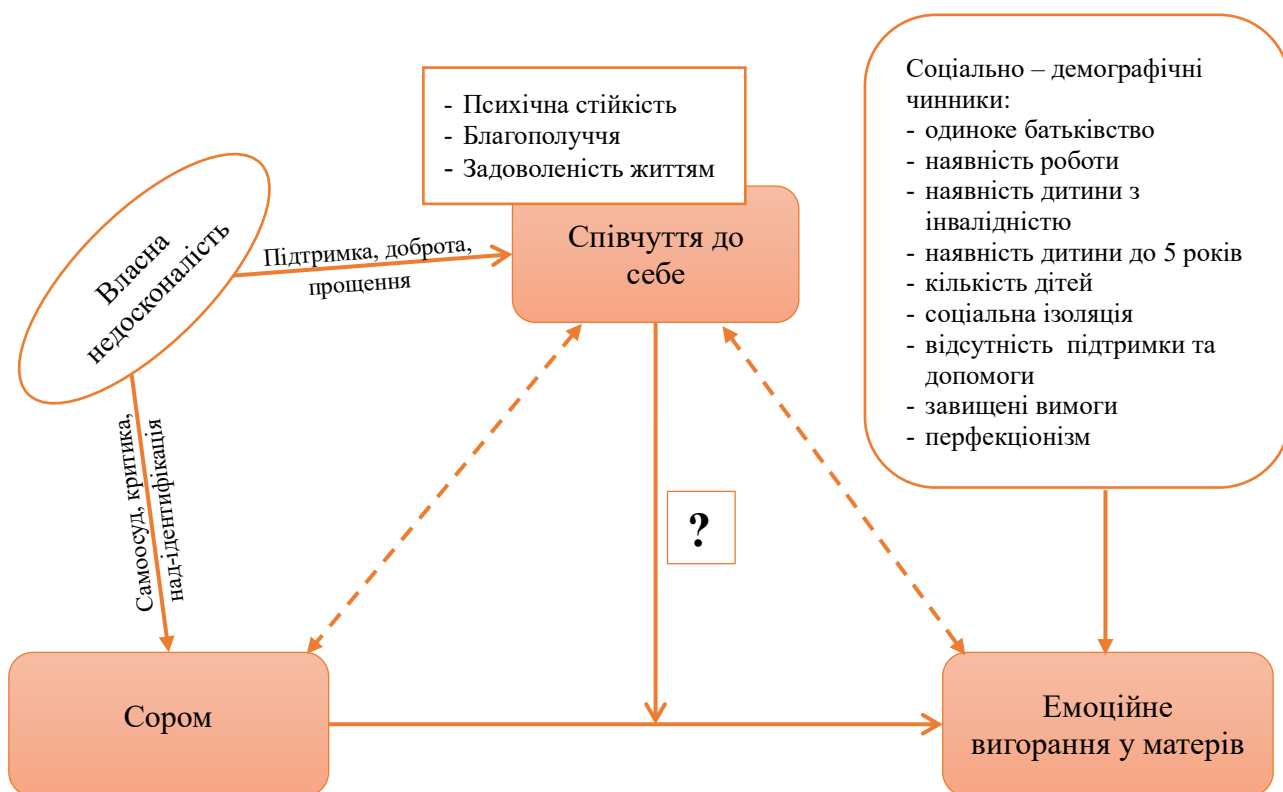 - Психічна стійкість
- Благополуччя
- Задоволеність життям
Соціально – демографічні
чинники:
- одиноке батьківство
- наявність роботи
- наявність дитини з
інвалідністю
- наявність дитини до 5 років
- кількість дітей
- соціальна ізоляція
- відсутність підтримки та
допомоги
- завищені вимоги
- перфекціонізм
Власна
недосконалість
Підтримка, доброта,
прощення
Співчуття до
себе
Самоосуд, критика,
над-ідентифікація
?
Сором
Емоційне
вигорання у матерів